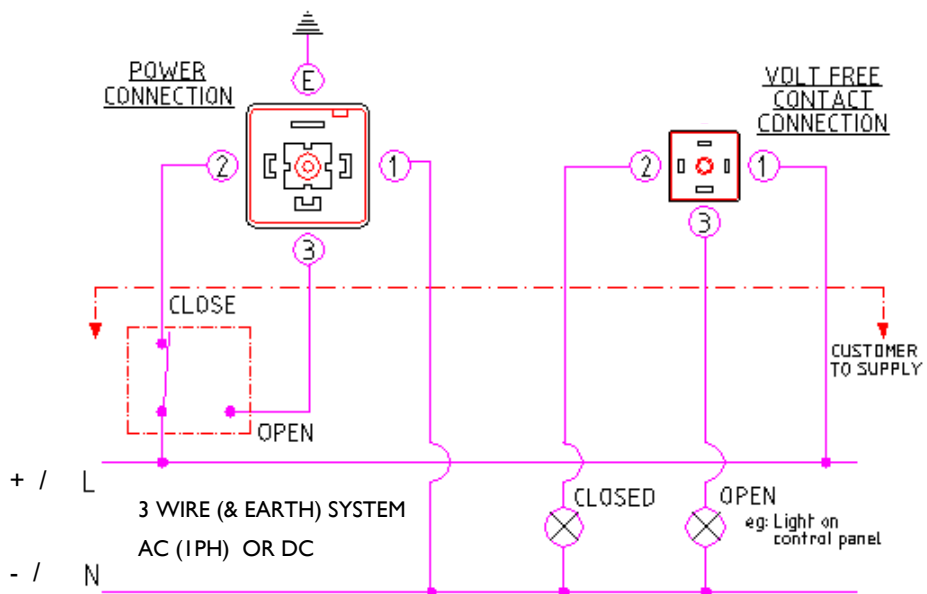 POWER
CONNECTION
E
2
1
3
VOLT FREE
CONTACT
CONNECTION
2
1
3
CLOSE
OPEN
CUSTOMER
TO SUPPLY
+ / L
3 WIRE (& EARTH) SYSTEM
AC (1PH) OR DC
- / N
CLOSED
OPEN
eg: Light on
control panel